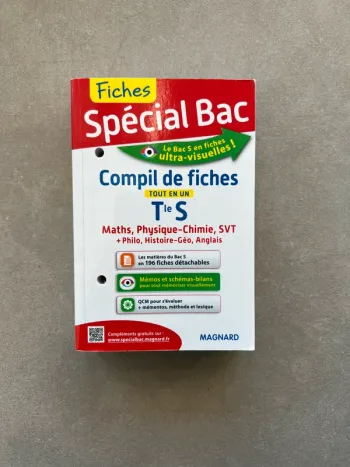 Fiches
Spécial Bac
Le Bac S en fiches
ultra-visuelles !
Compil de fiches
TOUT EN UN
Tle S
Maths, Physique-Chimie, SVT
+ Philo, Histoire-Géo, Anglais
Les matières du Bac S
en 196 fiches détachables
Mémos et schémas-bilans
pour tout mémoriser visuellement
QCM pour s'évaluer
+ mémentos, méthode et lexique
Compléments gratuits sur :
www.specialbac.magnard.fr
MAGNARD